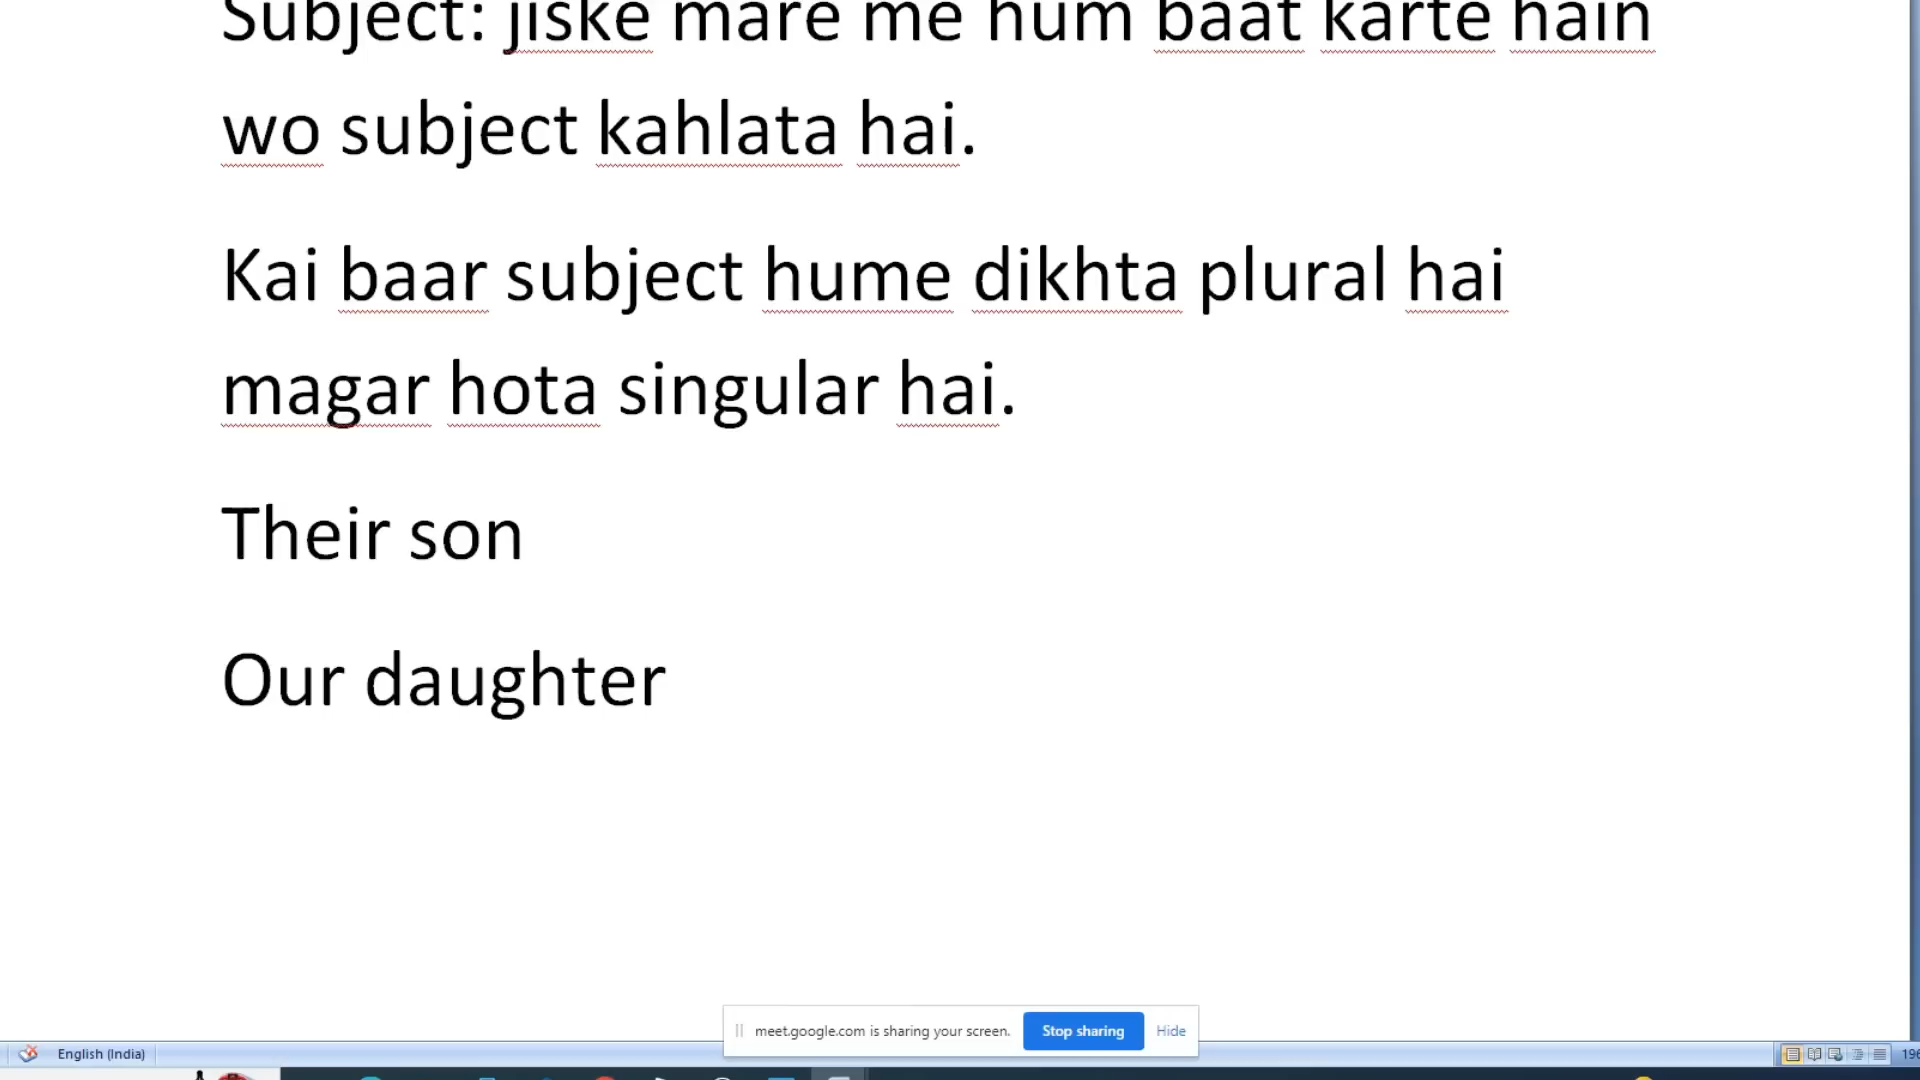 Subject: jiske mare me hum baat karte hain
wo subject kahlata hai.
Kai baar subject hume dikhta plural hai
magar hota singular hai.
Their son
Our daughter
meet.google.com is sharing your screen. Stop sharing Hide
English (India)
196